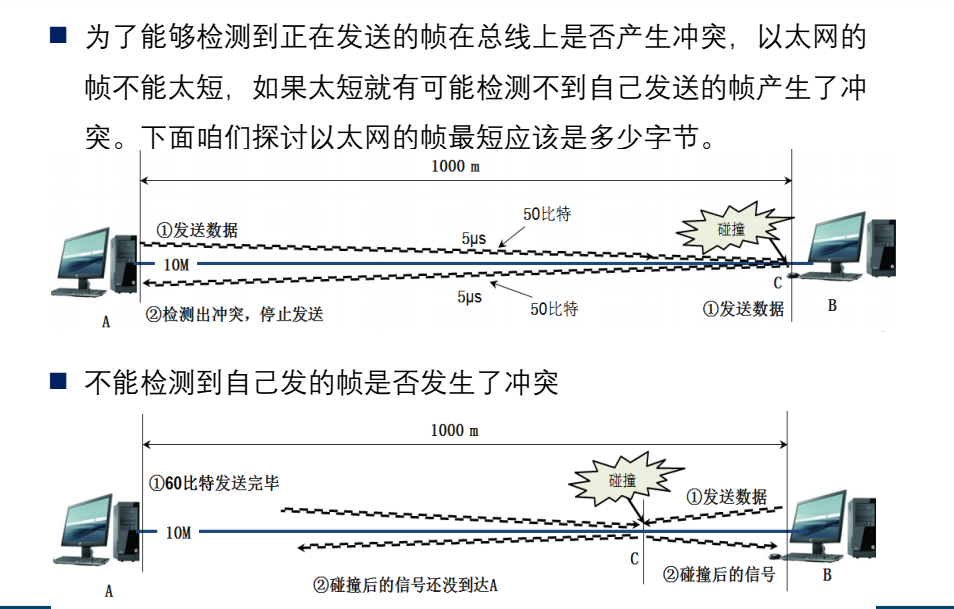 ■ 为了能够检测到正在发送的帧在总线上是否产生冲突，以太网的
帧不能太短，如果太短就有可能检测不到自己发送的帧产生了冲
突。下面咱们探讨以太网的帧最短应该是多少字节。
1000 m
①发送数据
50比特
碰撞
5μs
10M
C
5μs
50比特
①发送数据
B
A
②检测出冲突，停止发送
■ 不能检测到自己发的帧是否发生了冲突
1000 m
①60比特发送完毕
碰撞
①发送数据
10M
C
②碰撞后的信号还没到达A
②碰撞后的信号
B
A